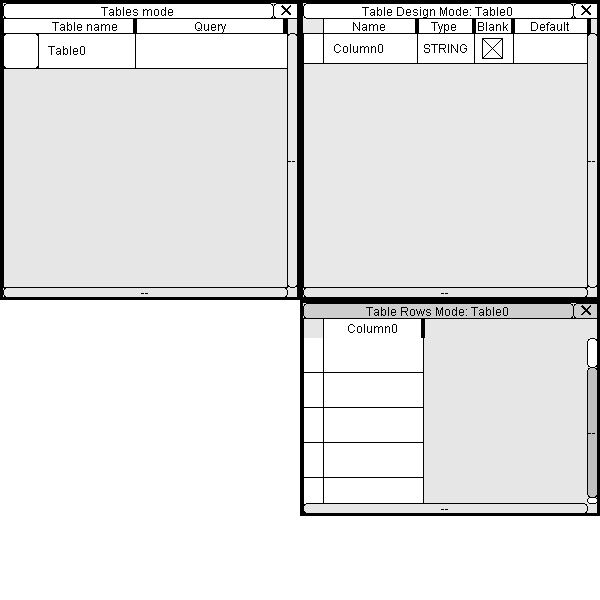 Tables mode
Table name Query
Table0
--
--
Table Design Mode: Table0
Name Type Blank Default
Column0 STRING
--
--
Table Rows Mode: Table0
Column0
--
--